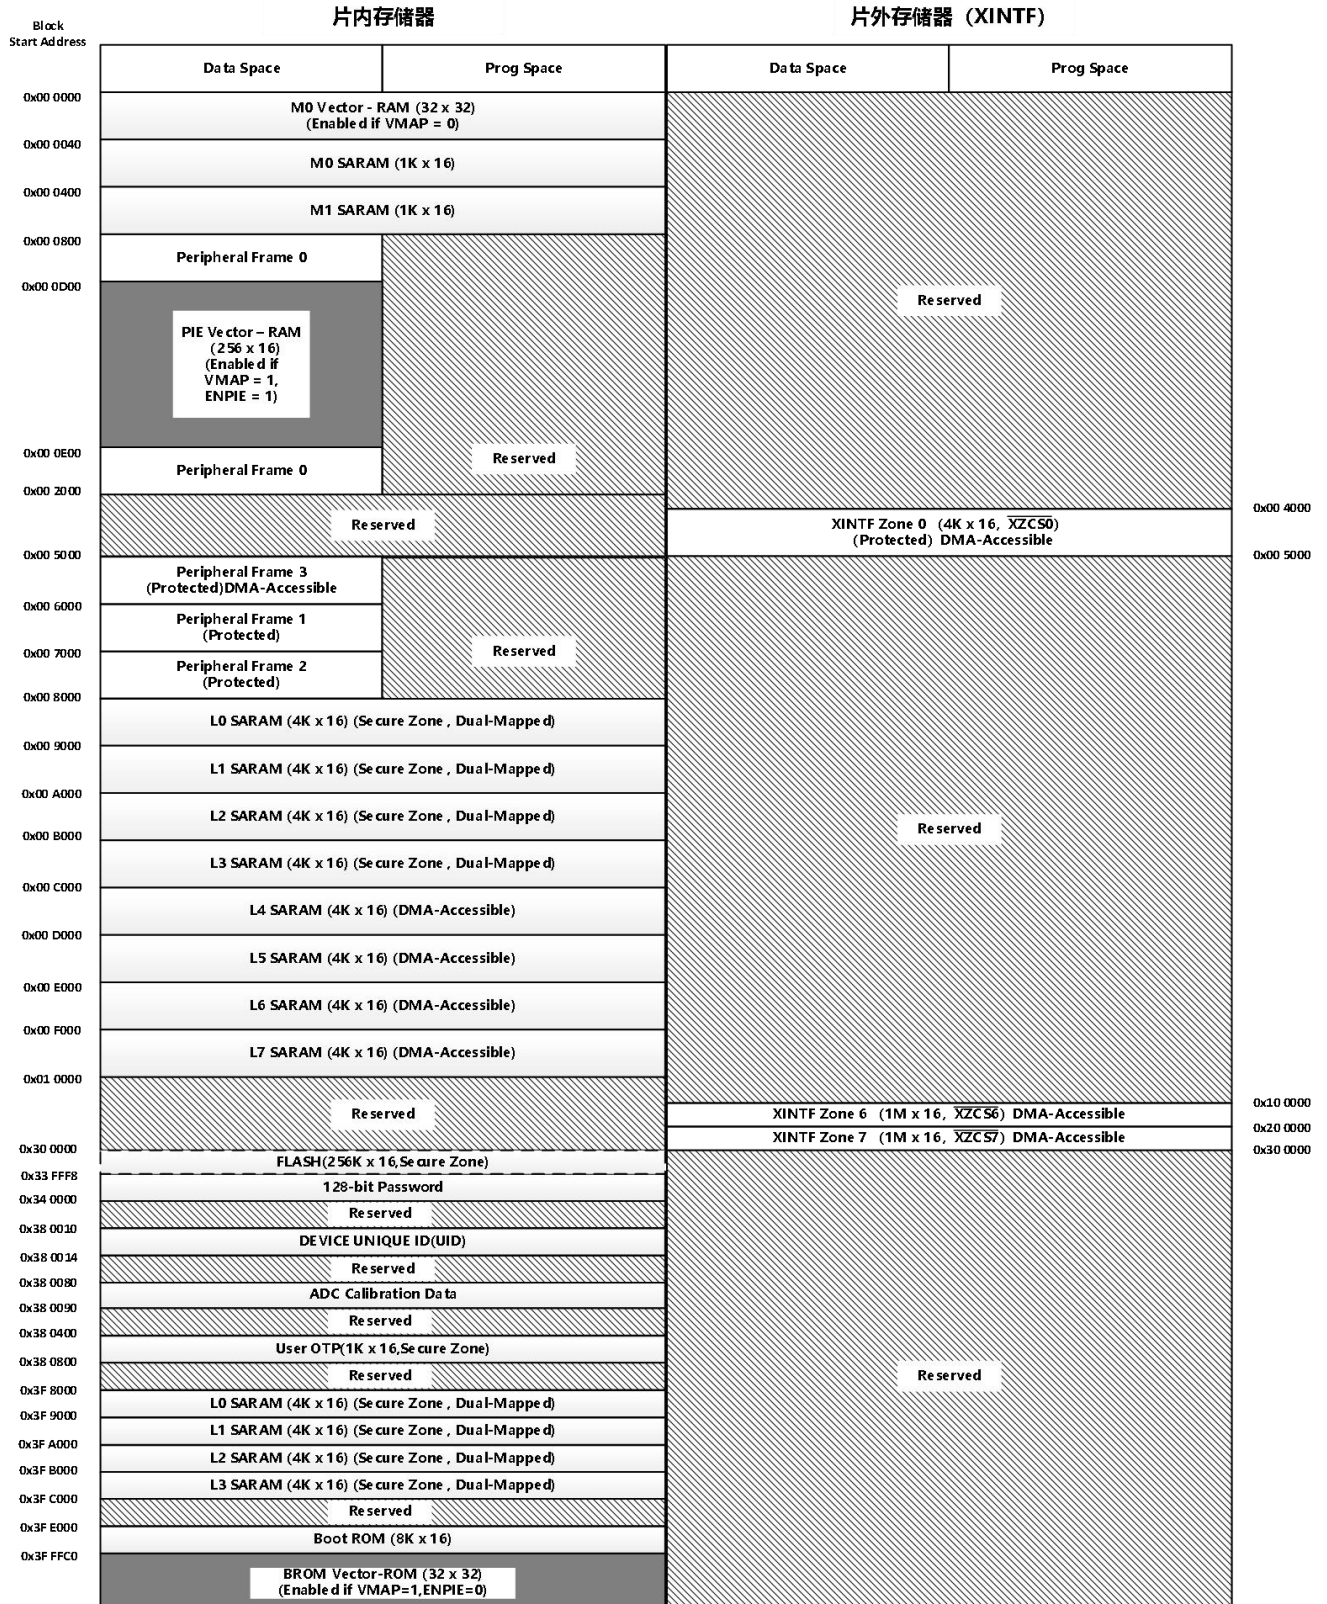 片内存储器
片外存储器（XINTF）
Block
Start Address
Data Space
Prog Space
Data Space
Prog Space
0x00 0000
M0 Vector - RAM (32 x 32)
(Enabled if VMAP = 0)
0x00 0040
M0 SARAM (1K x 16)
0x00 0400
M1 SARAM (1K x 16)
0x00 0800
Peripheral Frame 0
0x00 0D00
Reserved
PIE Vector – RAM
(256 x 16)
(Enabled if
VMAP = 1,
ENPIE = 1)
0x00 0E00
Reserved
Peripheral Frame 0
0x00 2000
0x00 4000
Reserved
XINTF Zone 0 （4K x 16, XZCS0）
(Protected) DMA-Accessible
0x00 5000
0x00 5000
Peripheral Frame 3
(Protected)DMA-Accessible
0x00 6000
Peripheral Frame 1
(Protected)
Reserved
0x00 7000
Peripheral Frame 2
(Protected)
0x00 8000
L0 SARAM (4K x 16) (Secure Zone , Dual-Mapped)
0x00 9000
L1 SARAM (4K x 16) (Secure Zone , Dual-Mapped)
0x00 A000
L2 SARAM (4K x 16) (Secure Zone , Dual-Mapped)
Reserved
0x00 B000
L3 SARAM (4K x 16) (Secure Zone , Dual-Mapped)
0x00 C000
L4 SARAM (4K x 16) (DMA-Accessible)
0x00 D000
L5 SARAM (4K x 16) (DMA-Accessible)
0x00 E000
L6 SARAM (4K x 16) (DMA-Accessible)
0x00 F000
L7 SARAM (4K x 16) (DMA-Accessible)
0x01 0000
0x10 0000
Reserved
XINTF Zone 6 （1M x 16, XZCS6）DMA-Accessible
0x20 0000
XINTF Zone 7 （1M x 16, XZCS7）DMA-Accessible
0x30 0000
0x30 0000
FLASH(256K x 16,Secure Zone)
0x33 FFF8
128-bit Password
0x34 0000
Reserved
0x38 0010
DEVICE UNIQUE ID(UID)
0x38 0014
Reserved
0x38 0080
ADC Calibration Data
0x38 0090
Reserved
0x38 0400
User OTP(1K x 16,Secure Zone)
0x38 0800
Reserved
Reserved
0x3F 8000
L0 SARAM (4K x 16) (Secure Zone , Dual-Mapped)
0x3F 9000
L1 SARAM (4K x 16) (Secure Zone , Dual-Mapped)
0x3F A000
L2 SARAM (4K x 16) (Secure Zone , Dual-Mapped)
0x3F B000
L3 SARAM (4K x 16) (Secure Zone , Dual-Mapped)
0x3F C000
Reserved
0x3F E000
Boot ROM (8K x 16)
0x3F FFC0
BROM Vector-ROM (32 x 32)
(Enabled if VMAP=1,ENPIE=0)